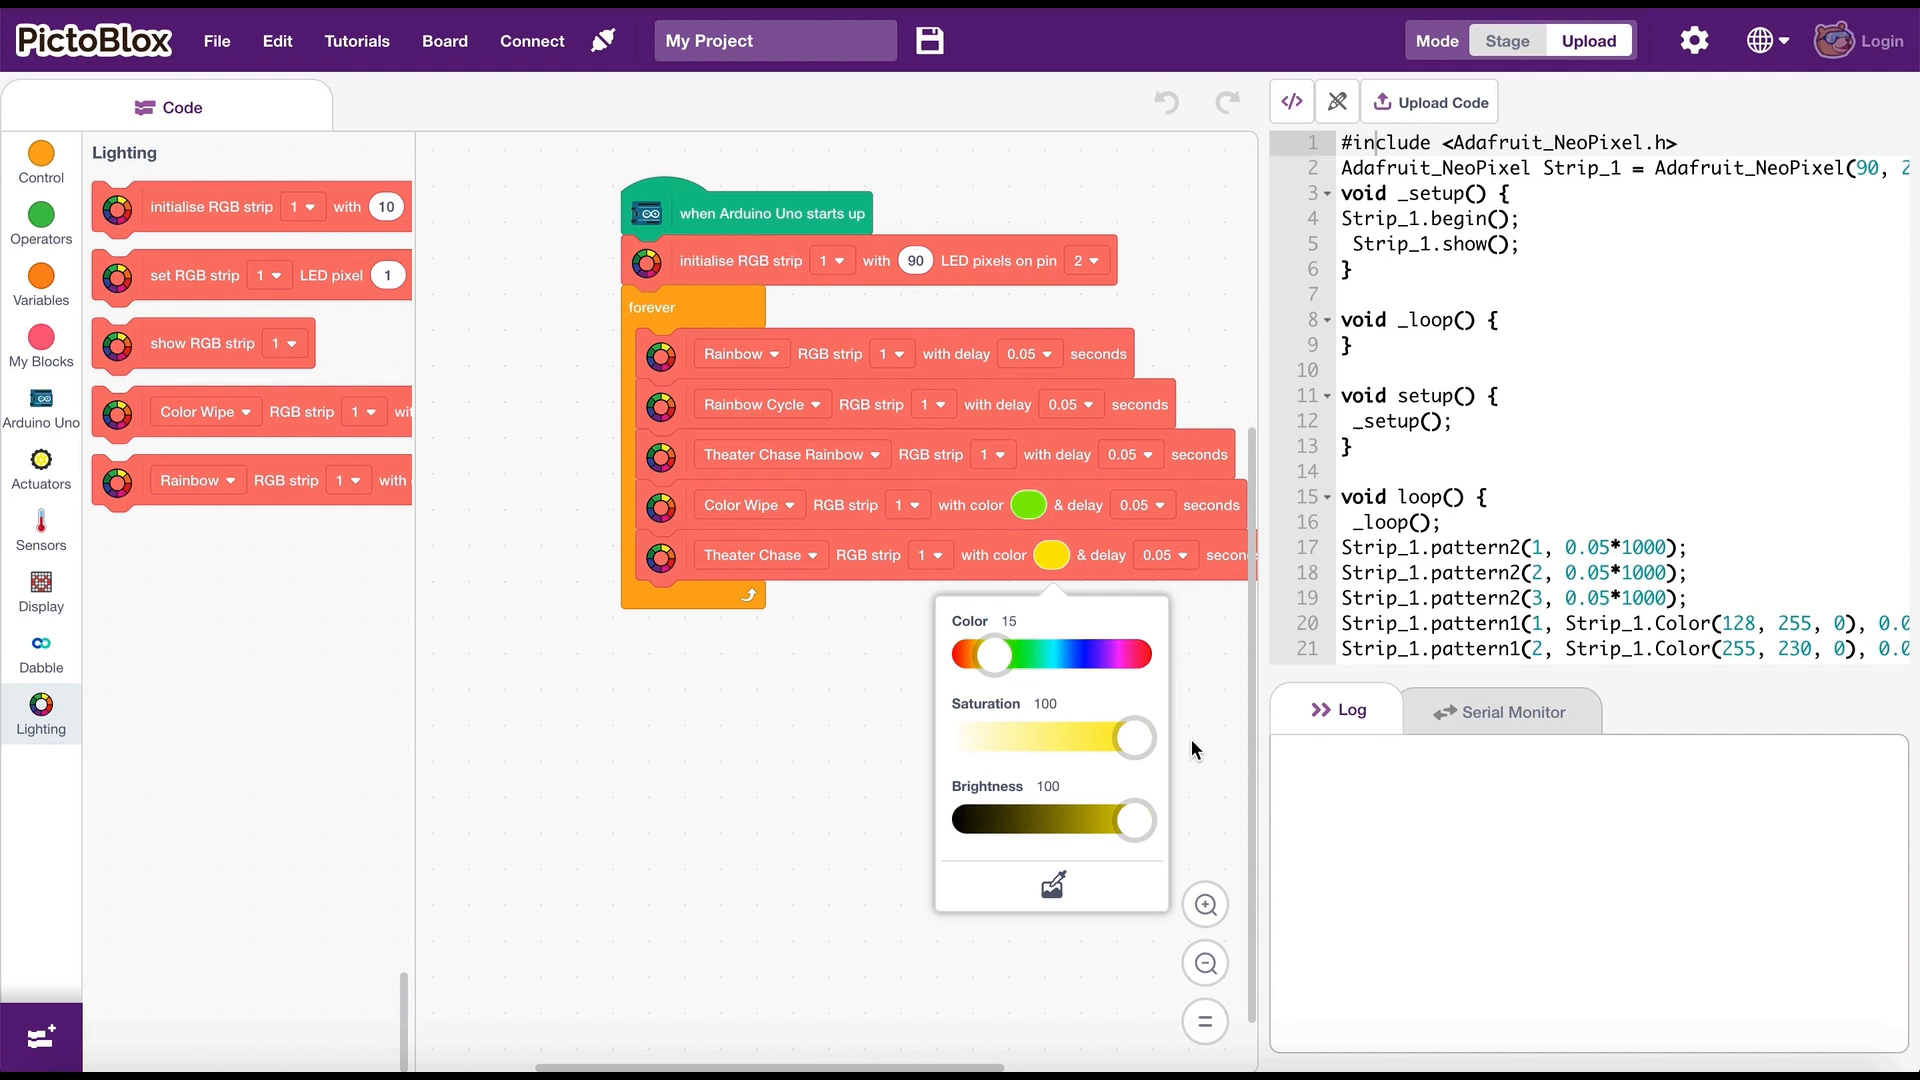 PictoBlox File Edit Tutorials Board Connect My Project Mode Stage Upload Login
Code
Upload Code
Control
Operators
Variables
My Blocks
Arduino Uno
Actuators
Sensors
Display
Dabble
Lighting
Lighting
initialise RGB strip 1 with 10
set RGB strip 1 LED pixel 1
show RGB strip 1
Color Wipe RGB strip 1
Rainbow RGB strip 1 with
when Arduino Uno starts up
initialise RGB strip 1 with 90 LED pixels on pin 2
forever
Rainbow RGB strip 1 with delay 0.05 seconds
Rainbow Cycle RGB strip 1 with delay 0.05 seconds
Theater Chase Rainbow RGB strip 1 with delay 0.05 seconds
Color Wipe RGB strip 1 with color & delay 0.05 seconds
Theater Chase RGB strip 1 with color & delay 0.05
Color 15
Saturation 100
Brightness 100
1 #include <Adafruit_NeoPixel.h>
2 Adafruit_NeoPixel Strip_1 = Adafruit_NeoPixel(90, 2
3 void _setup() {
4 Strip_1.begin();
5 Strip_1.show();
6 }
7
8 void _loop() {
9 }
10
11 void setup() {
12 _setup();
13 }
14
15 void loop() {
16 _loop();
17 Strip_1.pattern2(1, 0.05*1000);
18 Strip_1.pattern2(2, 0.05*1000);
19 Strip_1.pattern2(3, 0.05*1000);
20 Strip_1.pattern1(1, Strip_1.Color(128, 255, 0), 0.0
21 Strip_1.pattern1(2, Strip_1.Color(255, 230, 0), 0.0
Log
Serial Monitor